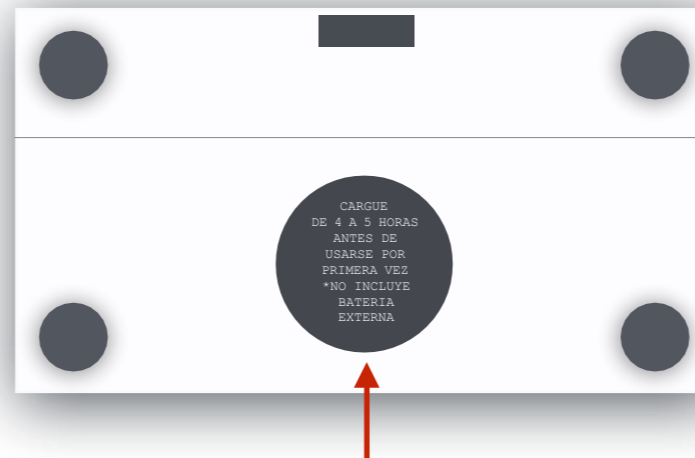 CARGUE
DE 4 A 5 HORAS
ANTES DE
USARSE POR
PRIMERA VEZ
*NO INCLUYE
BATERIA
EXTERNA